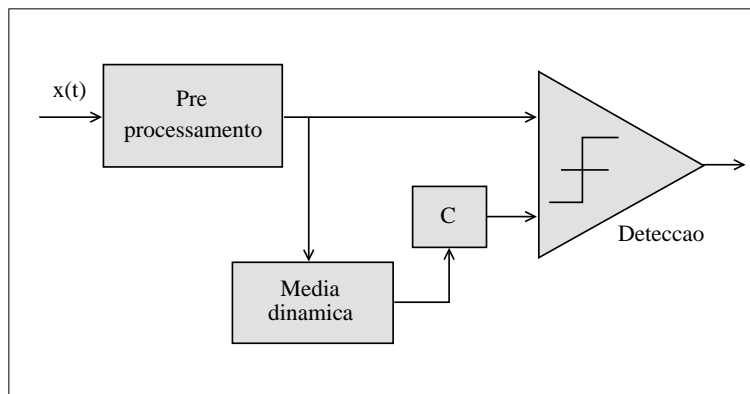 x(t)
Pre
processamento
C
Deteccao
Media
dinamica